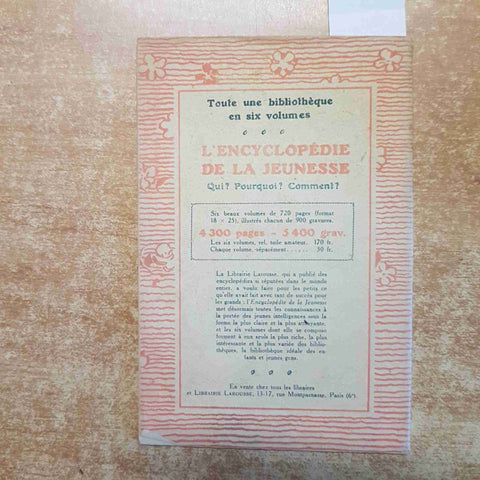 Toute une bibliothèque
en six volumes
L'ENCYCLOPÉDIE
DE LA JEUNESSE
Qui? Pourquoi? Comment?
Six beaux volumes de 720 pages (format
18 × 25), illustrés chacun de 900 gravures.
4 300 pages - 5 400 grav.
Les six volumes, rel. toile amateur. 170 fr.
Chaque volume, séparément...... 30 fr.
La Librairie Larousse, qui a publié des
encyclopédies si réputées dans le monde
entier, a voulu faire pour les petits ce
qu'elle avait fait avec tant de succès pour
les grands : l'Encyclopédie de la Jeunesse
met désormais toutes les connaissances à
la portée des jeunes intelligences sous la
forme la plus claire et la plus attrayante,
et les six volumes dont elle se compose
forment à eux seuls la plus riche, la plus
intéressante et la plus variée des biblio-
thèques, la bibliothèque idéale des en-
fants et jeunes gens.
En vente chez tous les libraires
et LIBRAIRIE LAROUSSE, 13-17, rue Montparnasse, Paris (6e).